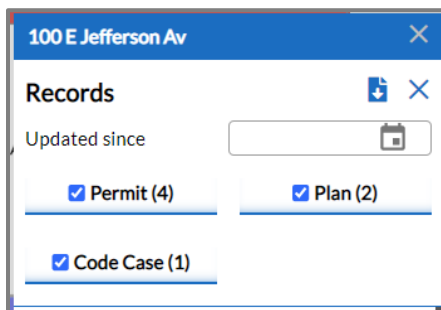 100 E Jefferson Av
Records
Updated since
Permit (4)
Plan (2)
Code Case (1)